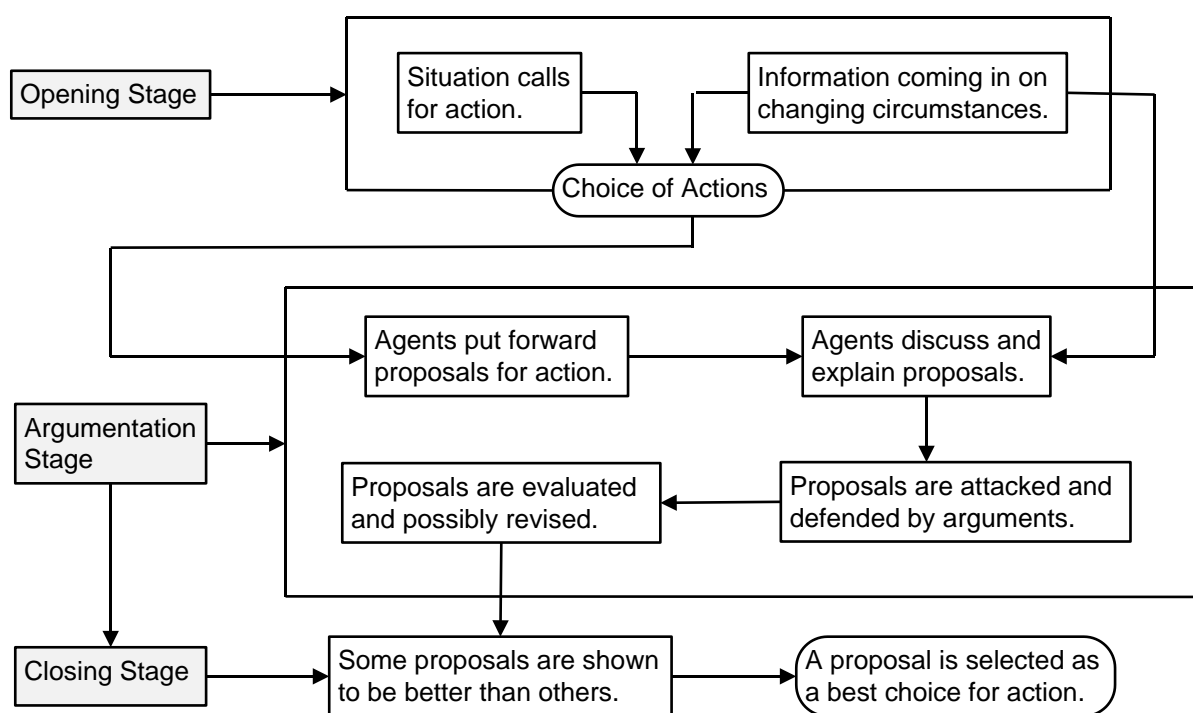 Opening Stage
Situation calls
for action.
Information coming in on
changing circumstances.
Choice of Actions
Agents put forward
proposals for action.
Agents discuss and
explain proposals.
Argumentation
Stage
Proposals are evaluated
and possibly revised.
Proposals are attacked and
defended by arguments.
Closing Stage
Some proposals are shown
to be better than others.
A proposal is selected as
a best choice for action.